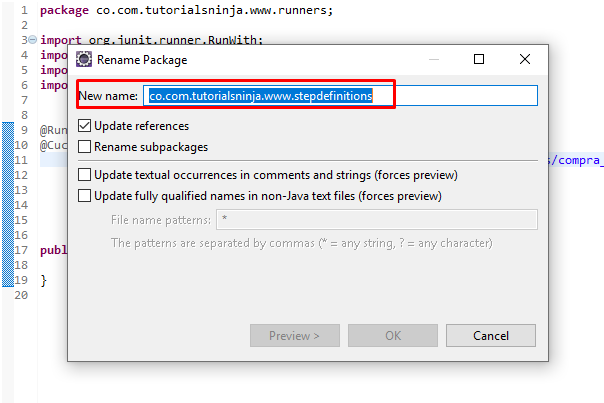 1 package co.com.tutorialsninja.www.runners;
2
3 import org.junit.runner.RunWith;
4 impo
5 impo
6 impo
7
8
9 @Run
10 @Cuc
11 s/compra_
12
13
14
15
16
17 publ
18
19 }
20
Rename Package
New name: co.com.tutorialsninja.www.stepdefinitions
Update references
Rename subpackages
Update textual occurrences in comments and strings (forces preview)
Update fully qualified names in non-Java text files (forces preview)
File name patterns: *
The patterns are separated by commas (* = any string, ? = any character)
Preview >
OK
Cancel